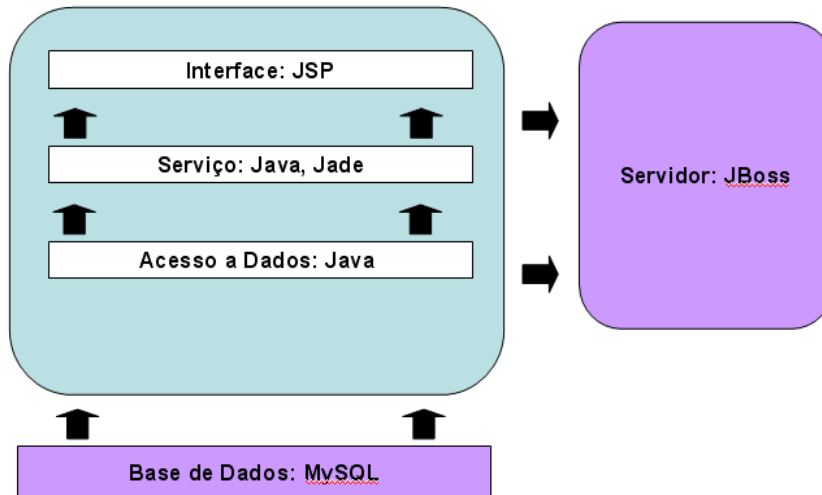 Interface: JSP
Serviço: Java, Jade
Servidor: JBoss
Acesso a Dados: Java
Base de Dados: MySQL